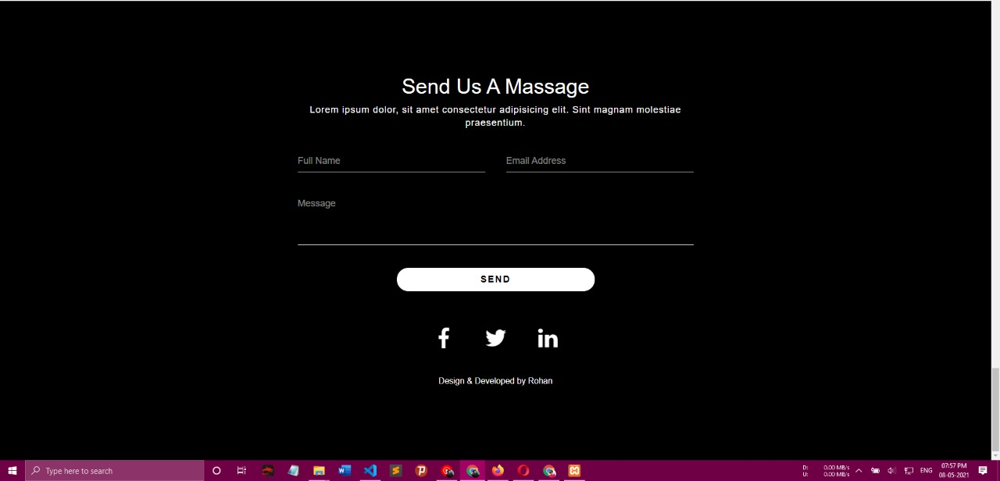 Send Us A Massage
Lorem ipsum dolor, sit amet consectetur adipisicing elit. Sint magnam molestiae
praesentium.
Full Name Email Address
Message
SEND
Design & Developed by Rohan
Type here to search
D: 0.00 MB/s
U: 0.00 MB/s
ENG
07:57 PM
08-05-2021